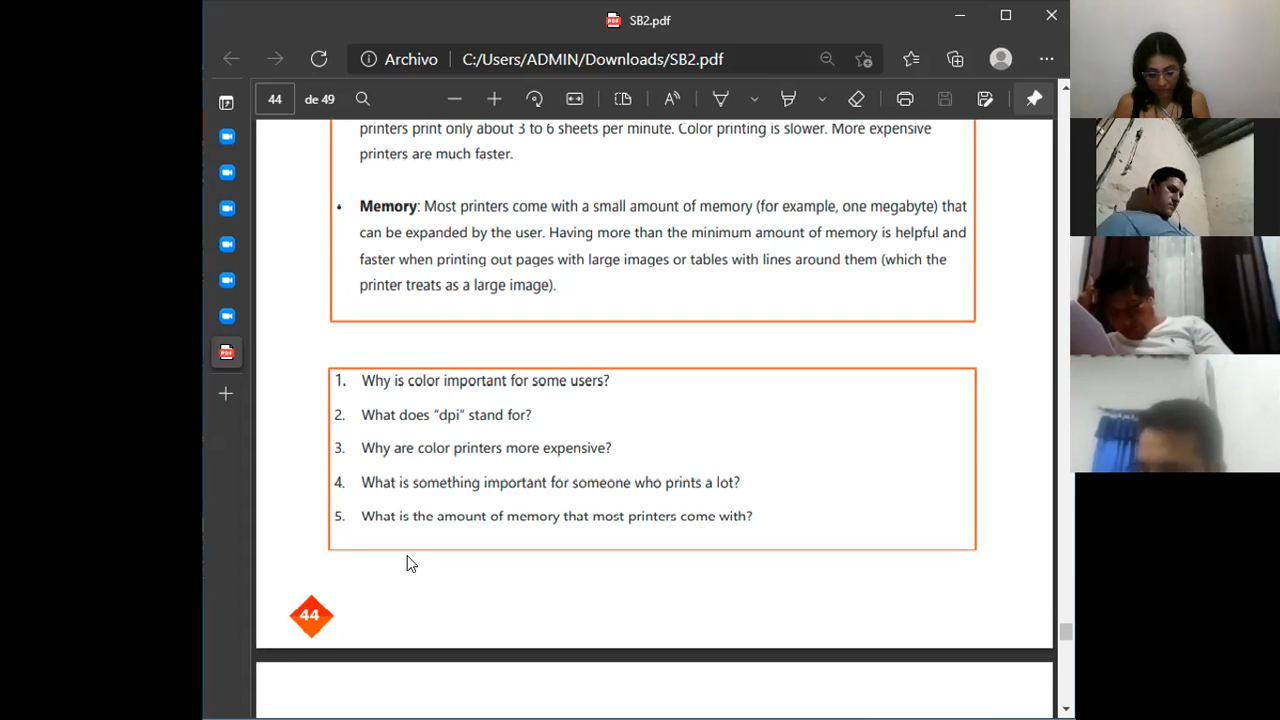 SB2.pdf
Archivo C:/Users/ADMIN/Downloads/SB2.pdf
44 de 49
printers print only about 3 to 6 sheets per minute. Color printing is slower. More expensive
printers are much faster.
• Memory: Most printers come with a small amount of memory (for example, one megabyte) that
can be expanded by the user. Having more than the minimum amount of memory is helpful and
faster when printing out pages with large images or tables with lines around them (which the
printer treats as a large image).
1. Why is color important for some users?
2. What does “dpi” stand for?
3. Why are color printers more expensive?
4. What is something important for someone who prints a lot?
5. What is the amount of memory that most printers come with?
44